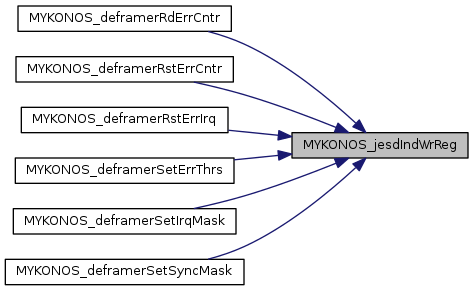 MYKONOS_deframerRdErrCntr
MYKONOS_deframerRstErrCntr
MYKONOS_deframerRstErrIrq
MYKONOS_jesdIndWrReg
MYKONOS_deframerSetErrThrs
MYKONOS_deframerSetIrqMask
MYKONOS_deframerSetSyncMask